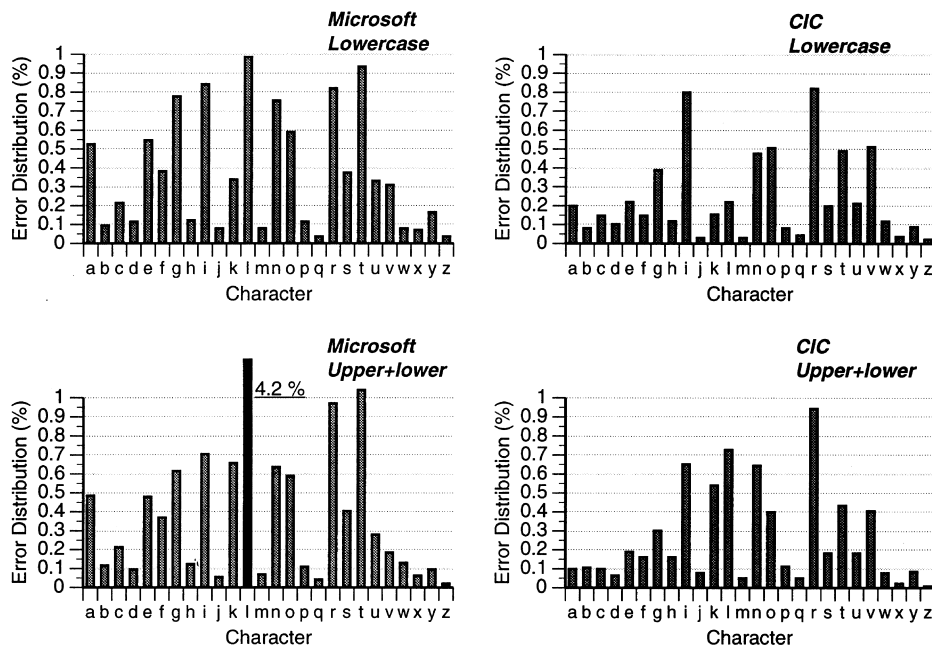 Microsoft
Lowercase
Error Distribution (%)
1
0.9
0.8
0.7
0.6
0.5
0.4
0.3
0.2
0.1
0
a b c d e f g h i j k l m n o p q r s t u v w x y z
Character
CIC
Lowercase
Error Distribution (%)
1
0.9
0.8
0.7
0.6
0.5
0.4
0.3
0.2
0.1
0
a b c d e f g h i j k l m n o p q r s t u v w x y z
Character
Microsoft
Upper+lower
4.2 %
Error Distribution (%)
1
0.9
0.8
0.7
0.6
0.5
0.4
0.3
0.2
0.1
0
a b c d e f g h i j k l m n o p q r s t u v w x y z
Character
CIC
Upper+lower
Error Distribution (%)
1
0.9
0.8
0.7
0.6
0.5
0.4
0.3
0.2
0.1
0
a b c d e f g h i j k l m n o p q r s t u v w x y z
Character